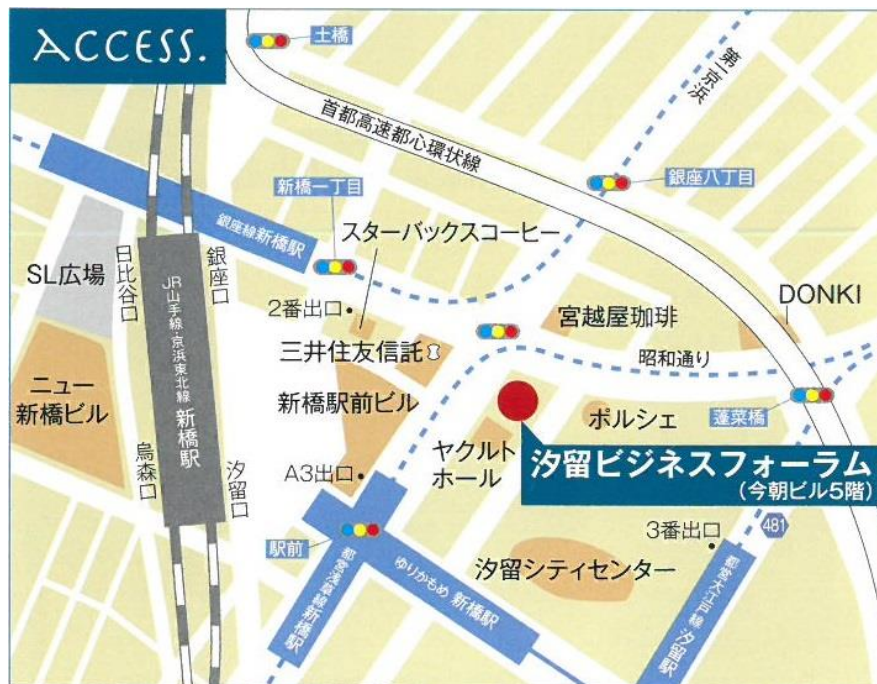 ACCESS.
土橋
第一京浜
首都高速都心環状線
銀座八丁目
新橋一丁目
銀座線新橋駅
スターバックスコーヒー
SL広場
日比谷口
銀座口
JR山手線・京浜東北線 新橋駅
2番出口
宮越屋珈琲
DONKI
三井住友信託
昭和通り
ニュー
新橋ビル
新橋駅前ビル
ポルシェ
蓬菜橋
烏森口
汐留口
A3出口
ヤクルト
ホール
汐留ビジネスフォーラム
(今朝ビル5階)
481
3番出口
駅前
汐留シティセンター
都営浅草線新橋駅
ゆりかもめ 新橋駅
都営大江戸線・汐留駅